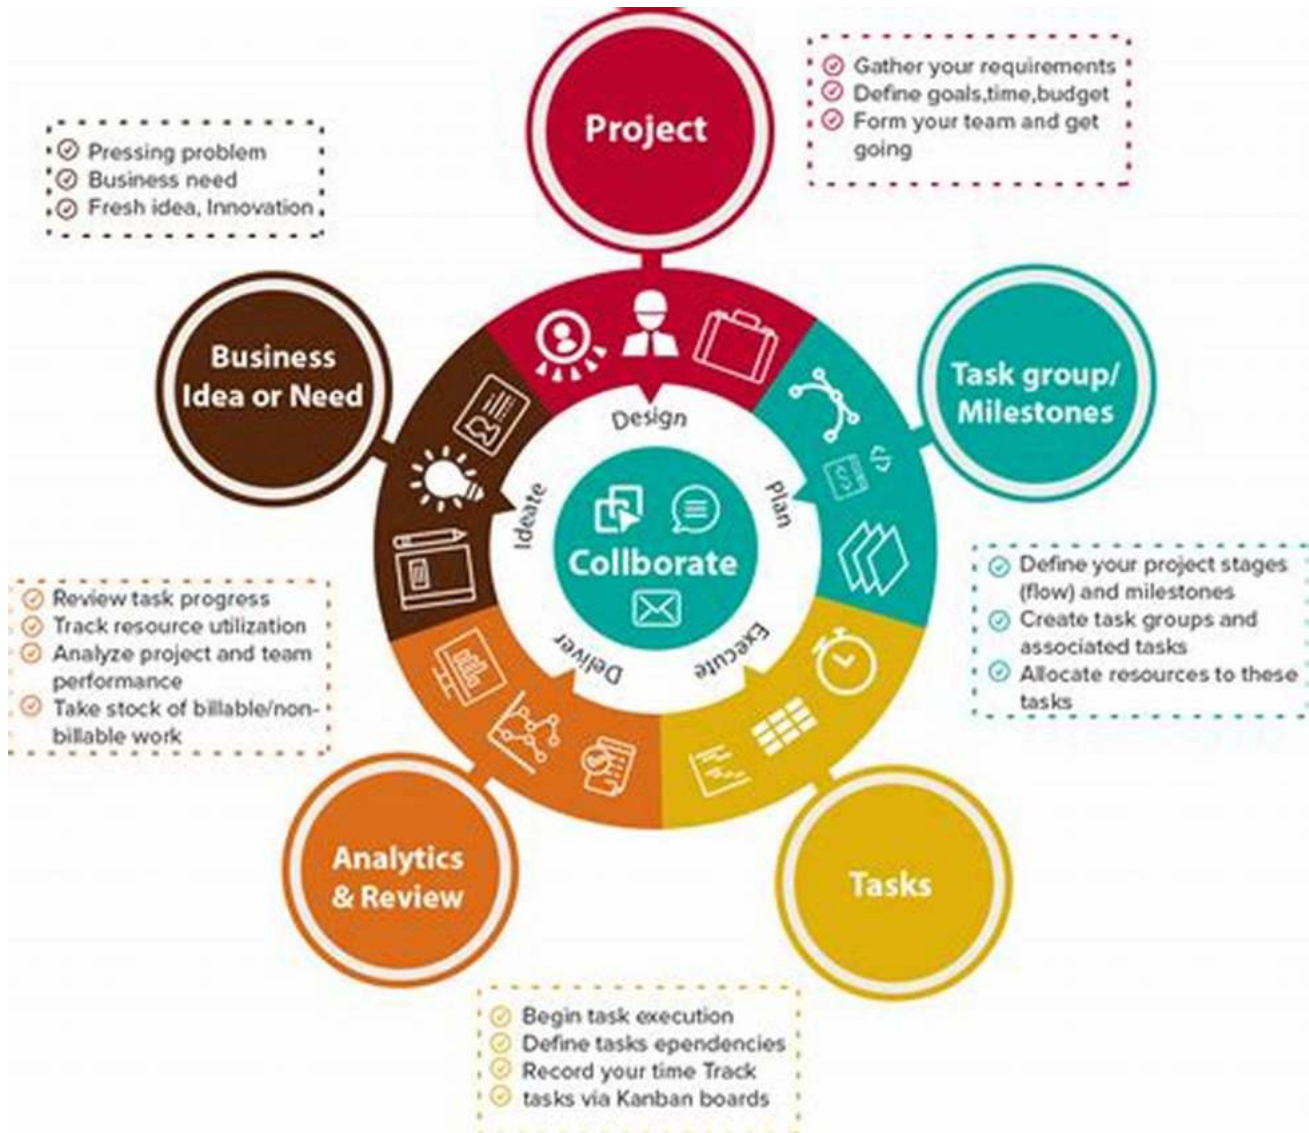 Project
Gather your requirements
Define goals,time,budget
Form your team and get
going
Pressing problem
Business need
Fresh idea, Innovation
Business
Idea or Need
Task group/
Milestones
Design
Ideate
Plan
Collborate
Deliver
Execute
Define your project stages
(flow) and milestones
Create task groups and
associated tasks
Allocate resources to these
tasks
Review task progress
Track resource utilization
Analyze project and team
performance
Take stock of billable/non-
billable work
Analytics
& Review
Tasks
Begin task execution
Define tasks ependencies
Record your time Track
tasks via Kanban boards